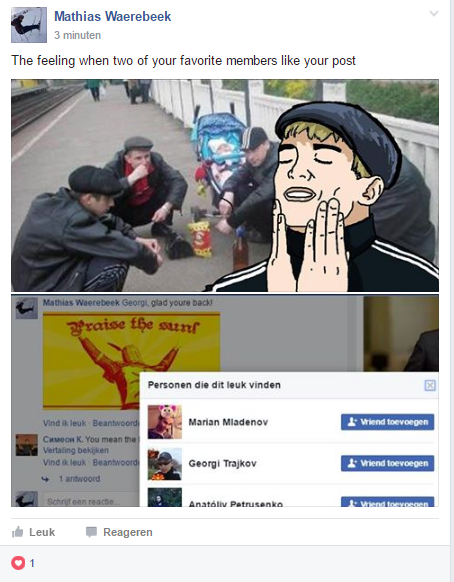 Mathias Waerebeek
3 minuten
The feeling when two of your favorite members like your post
Mathias Waerebeek Georgi, glad youre back!
Praise the sun!
Personen die dit leuk vinden
Marian Mladenov
Vriend toevoegen
Vind ik leuk · Beantwoord
Симеон К. You mean the
Vertaling bekijken
Georgi Trajkov
Vriend toevoegen
Vind ik leuk · Beantwoord
1 antwoord
Schrijf een reactie...
Anatóliy Petrusenko
Vriend toevoegen
Leuk
Reageren
1